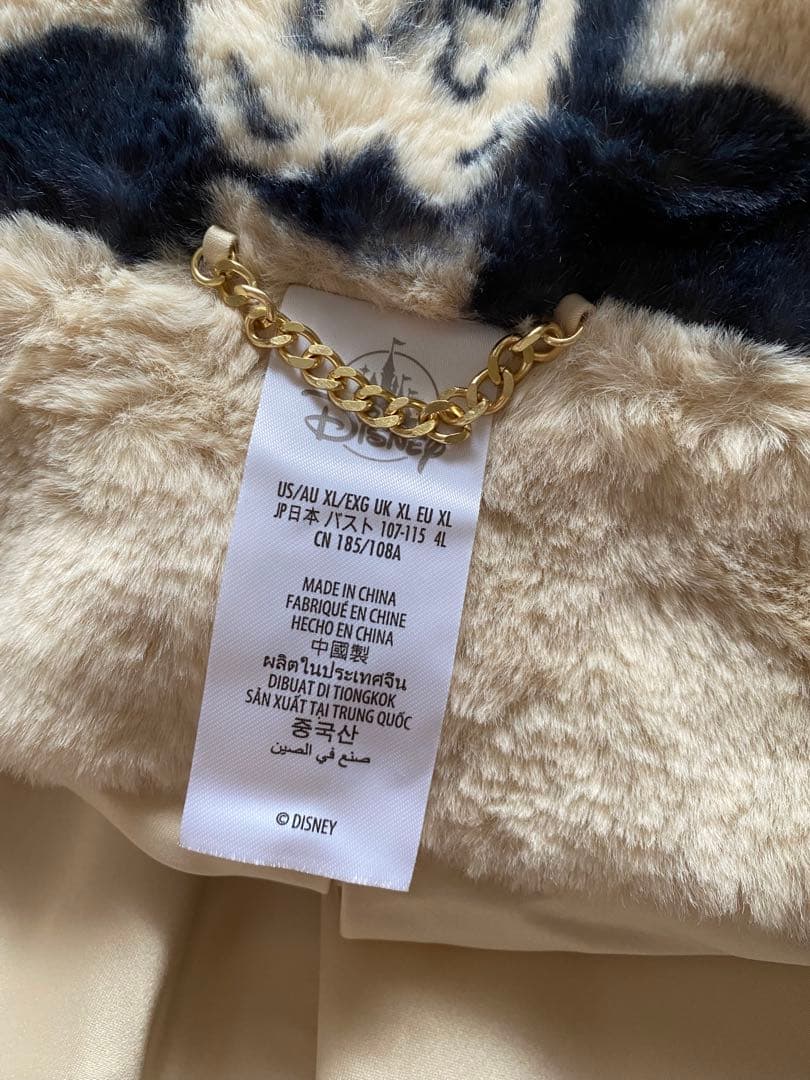 DISNEY
US/AU XL/EXG UK XL EU XL
JP日本 バスト 107-115 4L
CN 185/108A
MADE IN CHINA
FABRIQUÉ EN CHINE
HECHO EN CHINA
中國製
ผลิตในประเทศจีน
DIBUAT DI TIONGKOK
SẢN XUẤT TẠI TRUNG QUỐC
중국산
صنع في الصين
© DISNEY